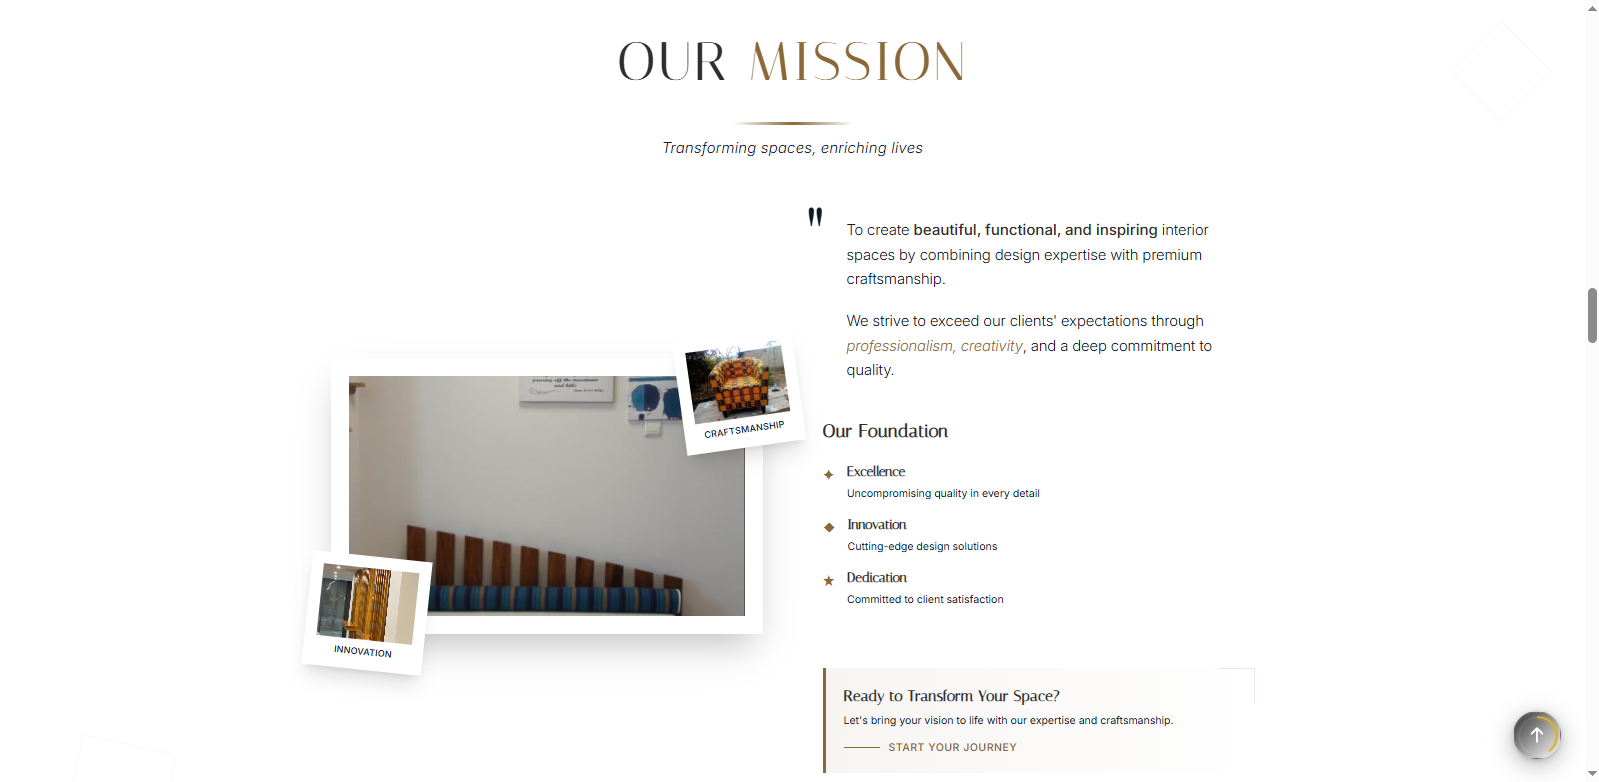 OUR MISSION
Transforming spaces, enriching lives
"
To create beautiful, functional, and inspiring interior
spaces by combining design expertise with premium
craftsmanship.
We strive to exceed our clients' expectations through
professionalism, creativity, and a deep commitment to
quality.
CRAFTSMANSHIP
INNOVATION
Our Foundation
Excellence
Uncompromising quality in every detail
Innovation
Cutting-edge design solutions
Dedication
Committed to client satisfaction
Ready to Transform Your Space?
Let's bring your vision to life with our expertise and craftsmanship.
START YOUR JOURNEY